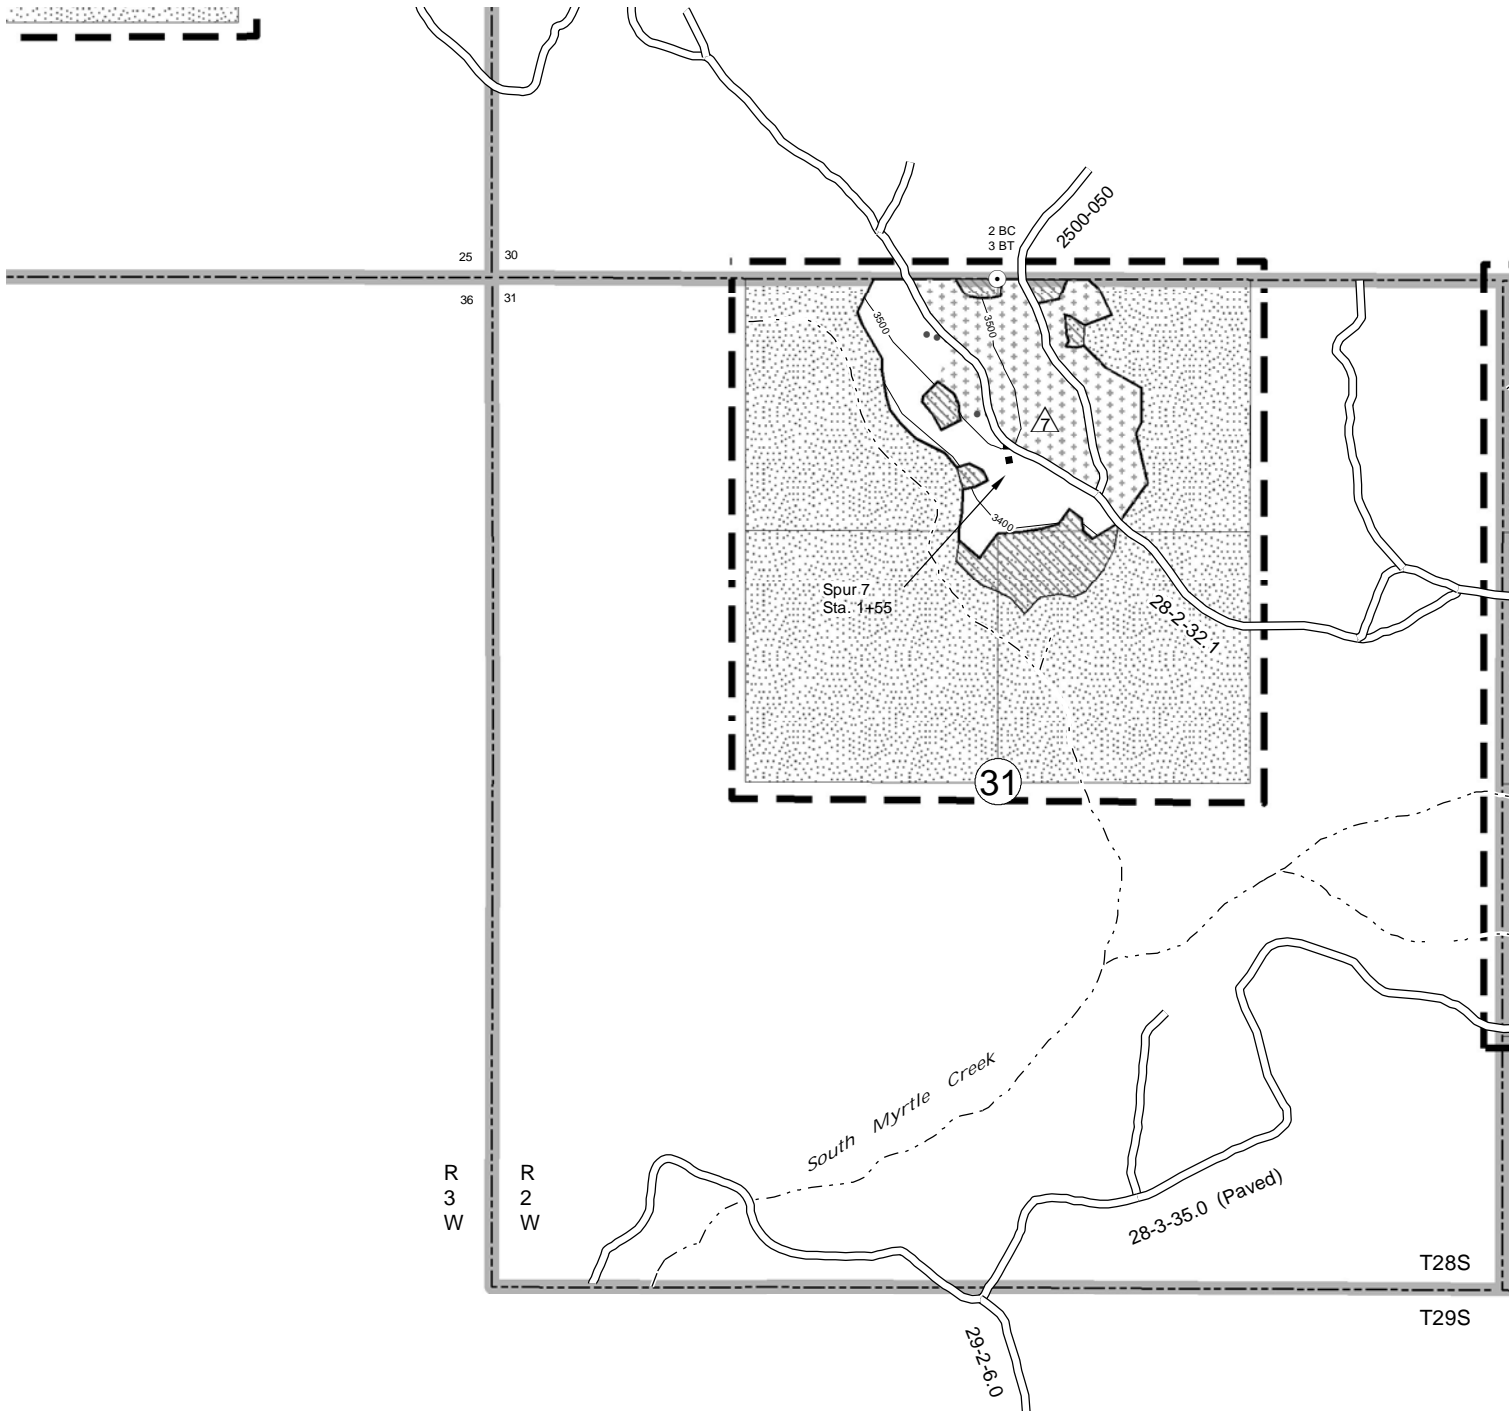 2 BC
3 BT
2500-050
25
30
36
31
3500
3500
7
3400
Spur 7
Sta. 1+55
28-2-32.1
31
South Myrtle Creek
R
3
W
R
2
W
28-3-35.0 (Paved)
T28S
T29S
29-2-6.0